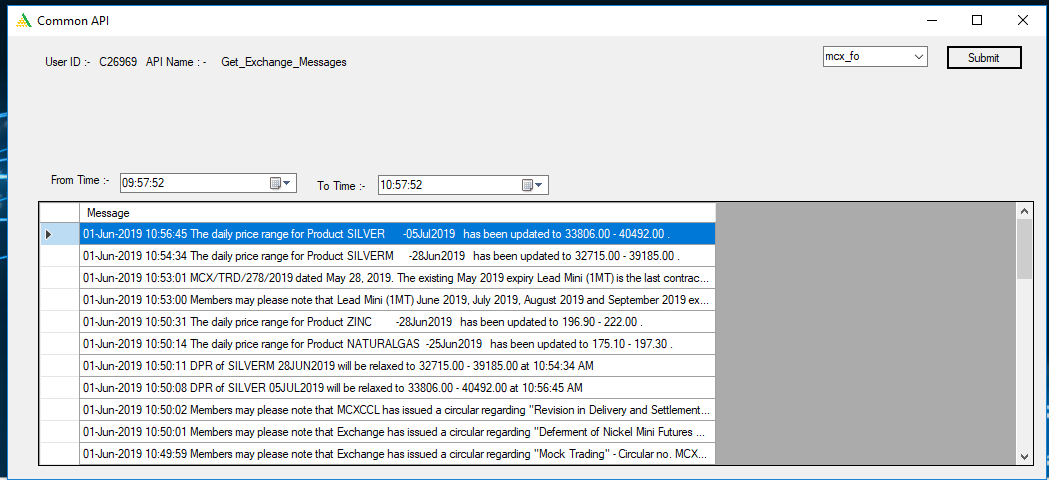 Common API
User ID :- C26969 API Name : - Get_Exchange_Messages
mcx_fo
Submit
From Time :- 09:57:52
To Time :- 10:57:52
Message
01-Jun-2019 10:56:45 The daily price range for Product SILVER -05Jul2019 has been updated to 33806.00 - 40492.00 .
01-Jun-2019 10:54:34 The daily price range for Product SILVERM -28Jun2019 has been updated to 32715.00 - 39185.00 .
01-Jun-2019 10:53:01 MCX/TRD/278/2019 dated May 28, 2019. The existing May 2019 expiry Lead Mini (1MT) is the last contrac...
01-Jun-2019 10:53:00 Members may please note that Lead Mini (1MT) June 2019, July 2019, August 2019 and September 2019 ex...
01-Jun-2019 10:50:31 The daily price range for Product ZINC -28Jun2019 has been updated to 196.90 - 222.00 .
01-Jun-2019 10:50:14 The daily price range for Product NATURALGAS -25Jun2019 has been updated to 175.10 - 197.30 .
01-Jun-2019 10:50:11 DPR of SILVERM 28JUN2019 will be relaxed to 32715.00 - 39185.00 at 10:54:34 AM
01-Jun-2019 10:50:08 DPR of SILVER 05JUL2019 will be relaxed to 33806.00 - 40492.00 at 10:56:45 AM
01-Jun-2019 10:50:02 Members may please note that MCXCCL has issued a circular regarding "Revision in Delivery and Settlement...
01-Jun-2019 10:50:01 Members may please note that Exchange has issued a circular regarding "Deferment of Nickel Mini Futures ...
01-Jun-2019 10:49:59 Members may please note that Exchange has issued a circular regarding "Mock Trading" - Circular no. MCX...